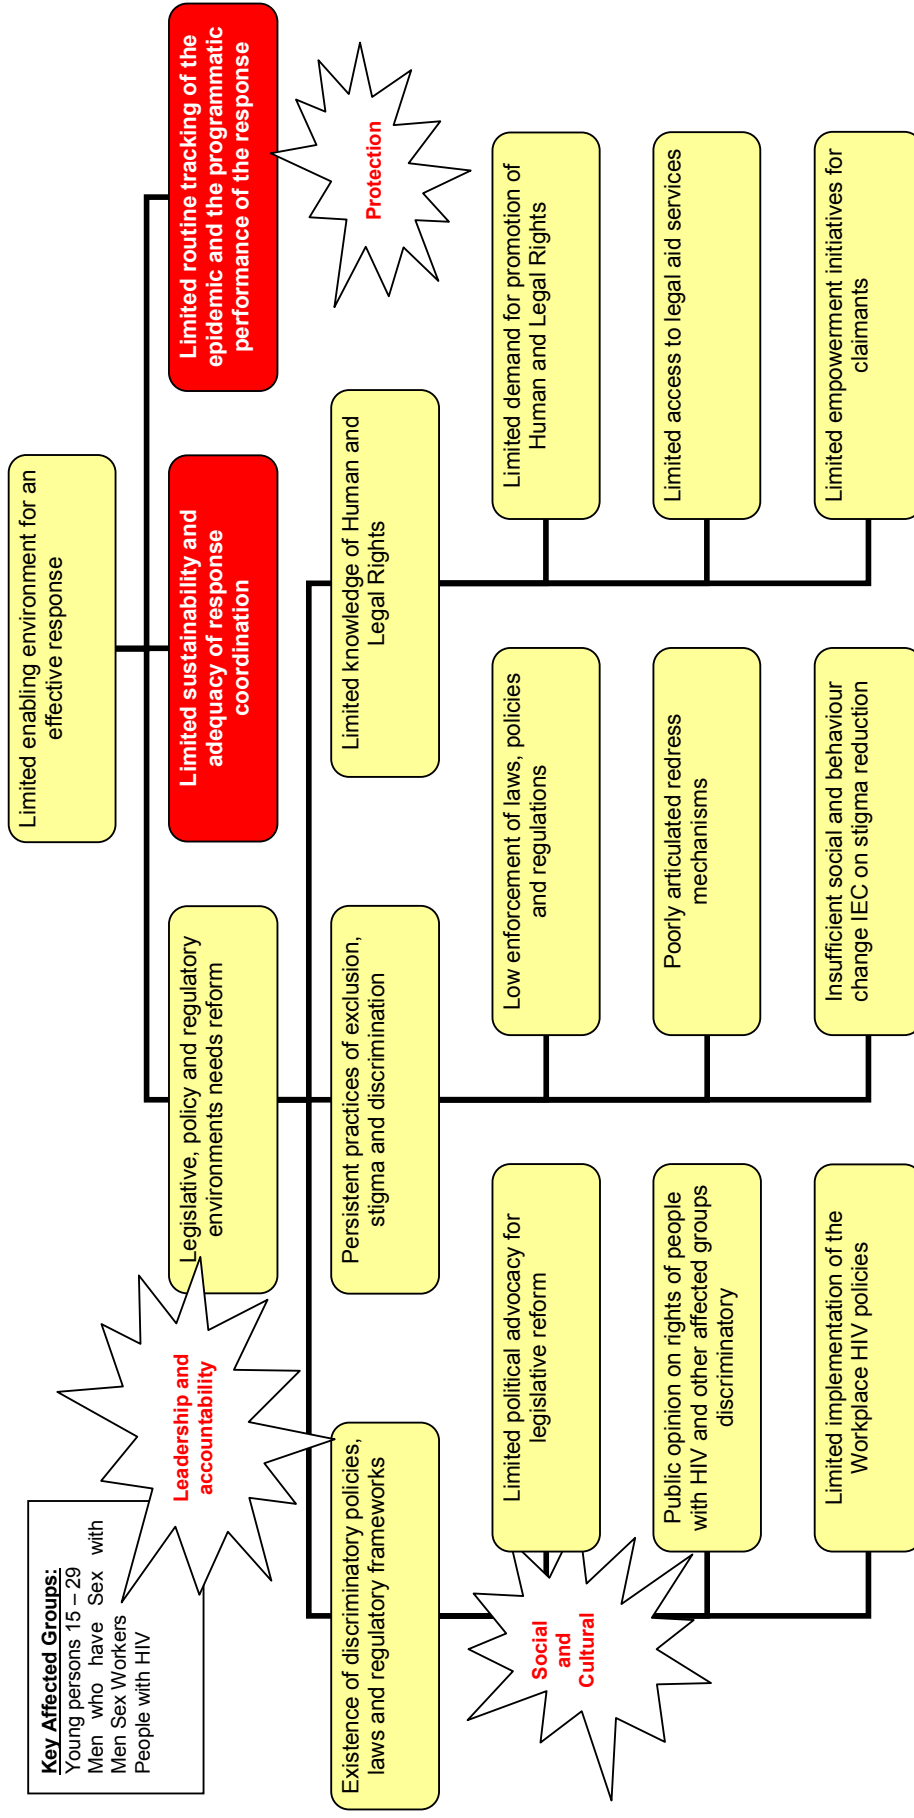 Limited enabling environment for an
effective response
Key Affected Groups:
Young persons 15 – 29
Men who have Sex with
Men Sex Workers
People with HIV
Leadership and
accountability
Legislative, policy and regulatory
environments needs reform
Limited sustainability and
adequacy of response
coordination
Limited routine tracking of the
epidemic and the programmatic
performance of the response
Protection
Existence of discriminatory policies,
laws and regulatory frameworks
Persistent practices of exclusion,
stigma and discrimination
Limited knowledge of Human and
Legal Rights
Social
and
Cultural
Limited political advocacy for
legislative reform
Low enforcement of laws, policies
and regulations
Limited demand for promotion of
Human and Legal Rights
Public opinion on rights of people
with HIV and other affected groups
discriminatory
Poorly articulated redress
mechanisms
Limited access to legal aid services
Limited implementation of the
Workplace HIV policies
Insufficient social and behaviour
change IEC on stigma reduction
Limited empowerment initiatives for
claimants